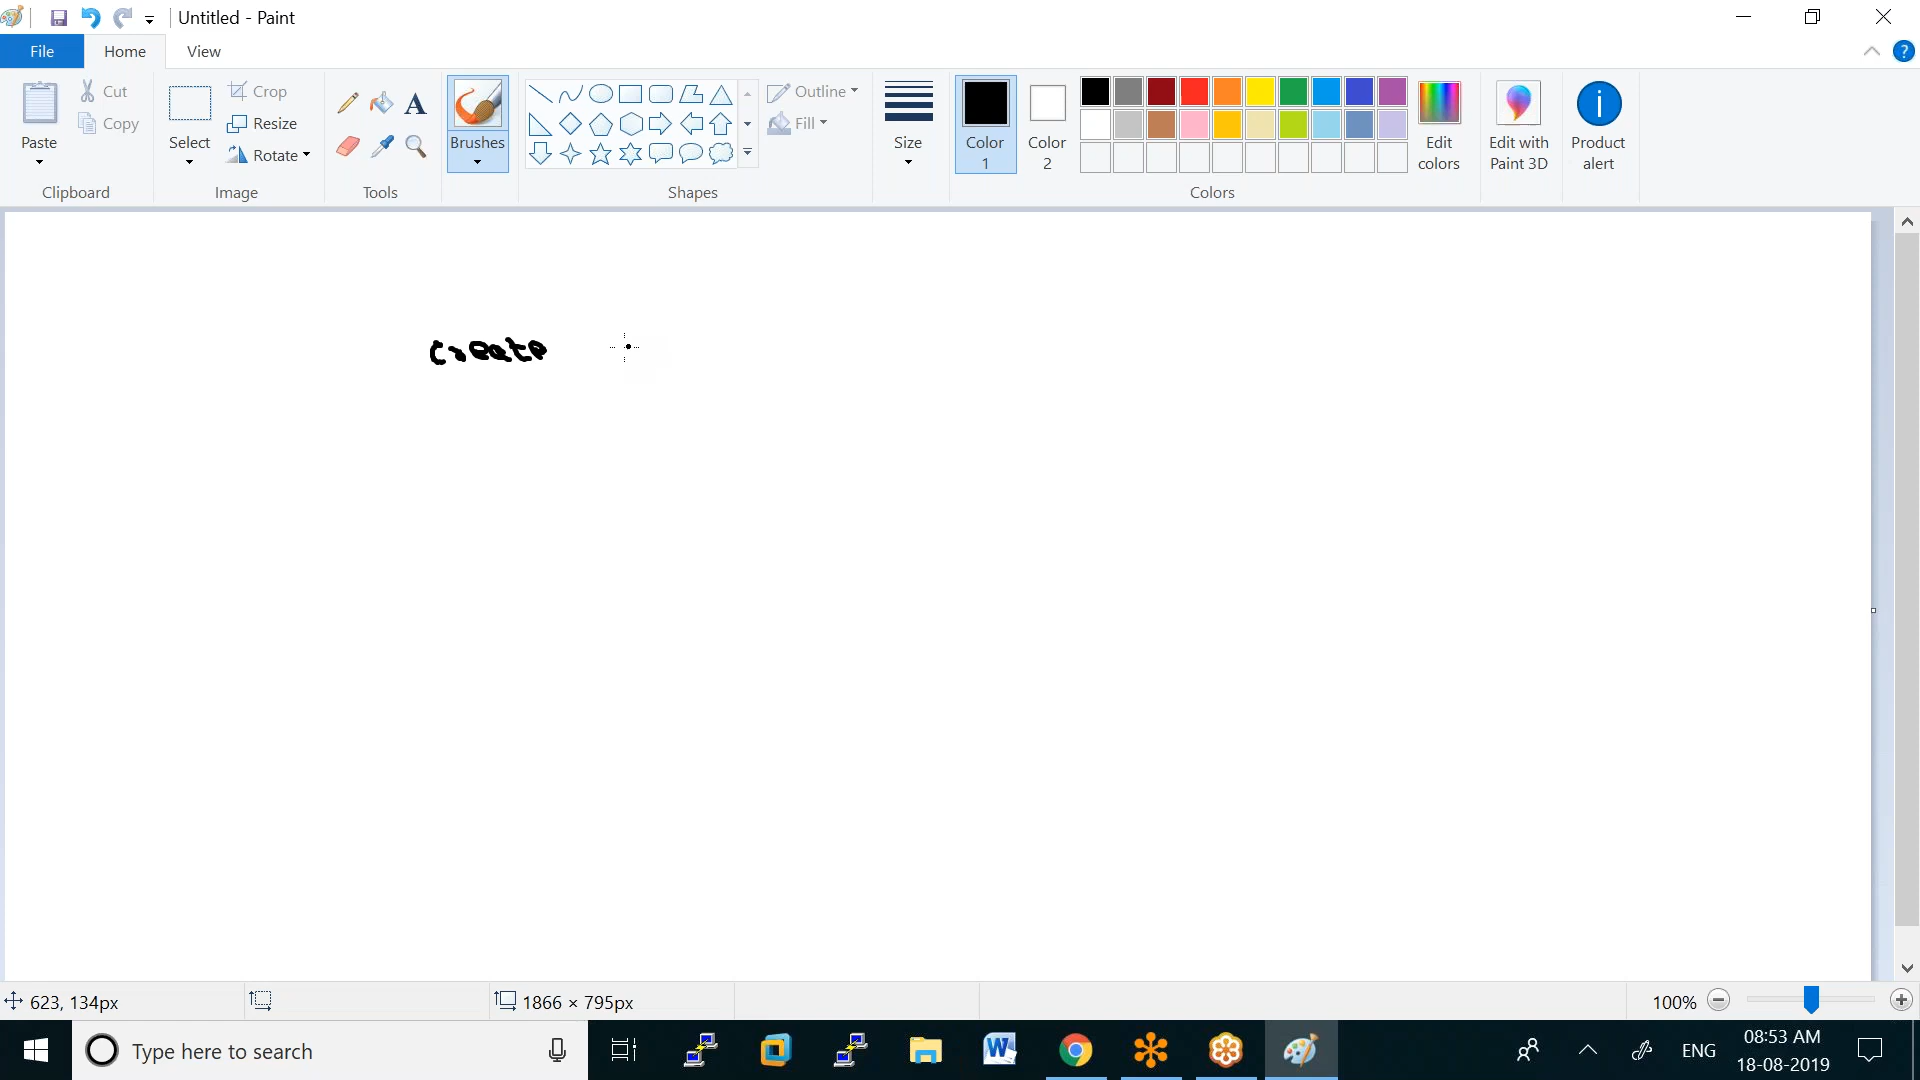 Untitled - Paint
File Home View
Paste
Cut
Copy
Clipboard
Select
Crop
Resize
Rotate
Image
Tools
Brushes
Shapes
Outline
Fill
Size
Color
1
Color
2
Colors
Edit
colors
Edit with
Paint 3D
Product
alert
create
623, 134px
1866 × 795px
100%
Type here to search
ENG
08:53 AM
18-08-2019